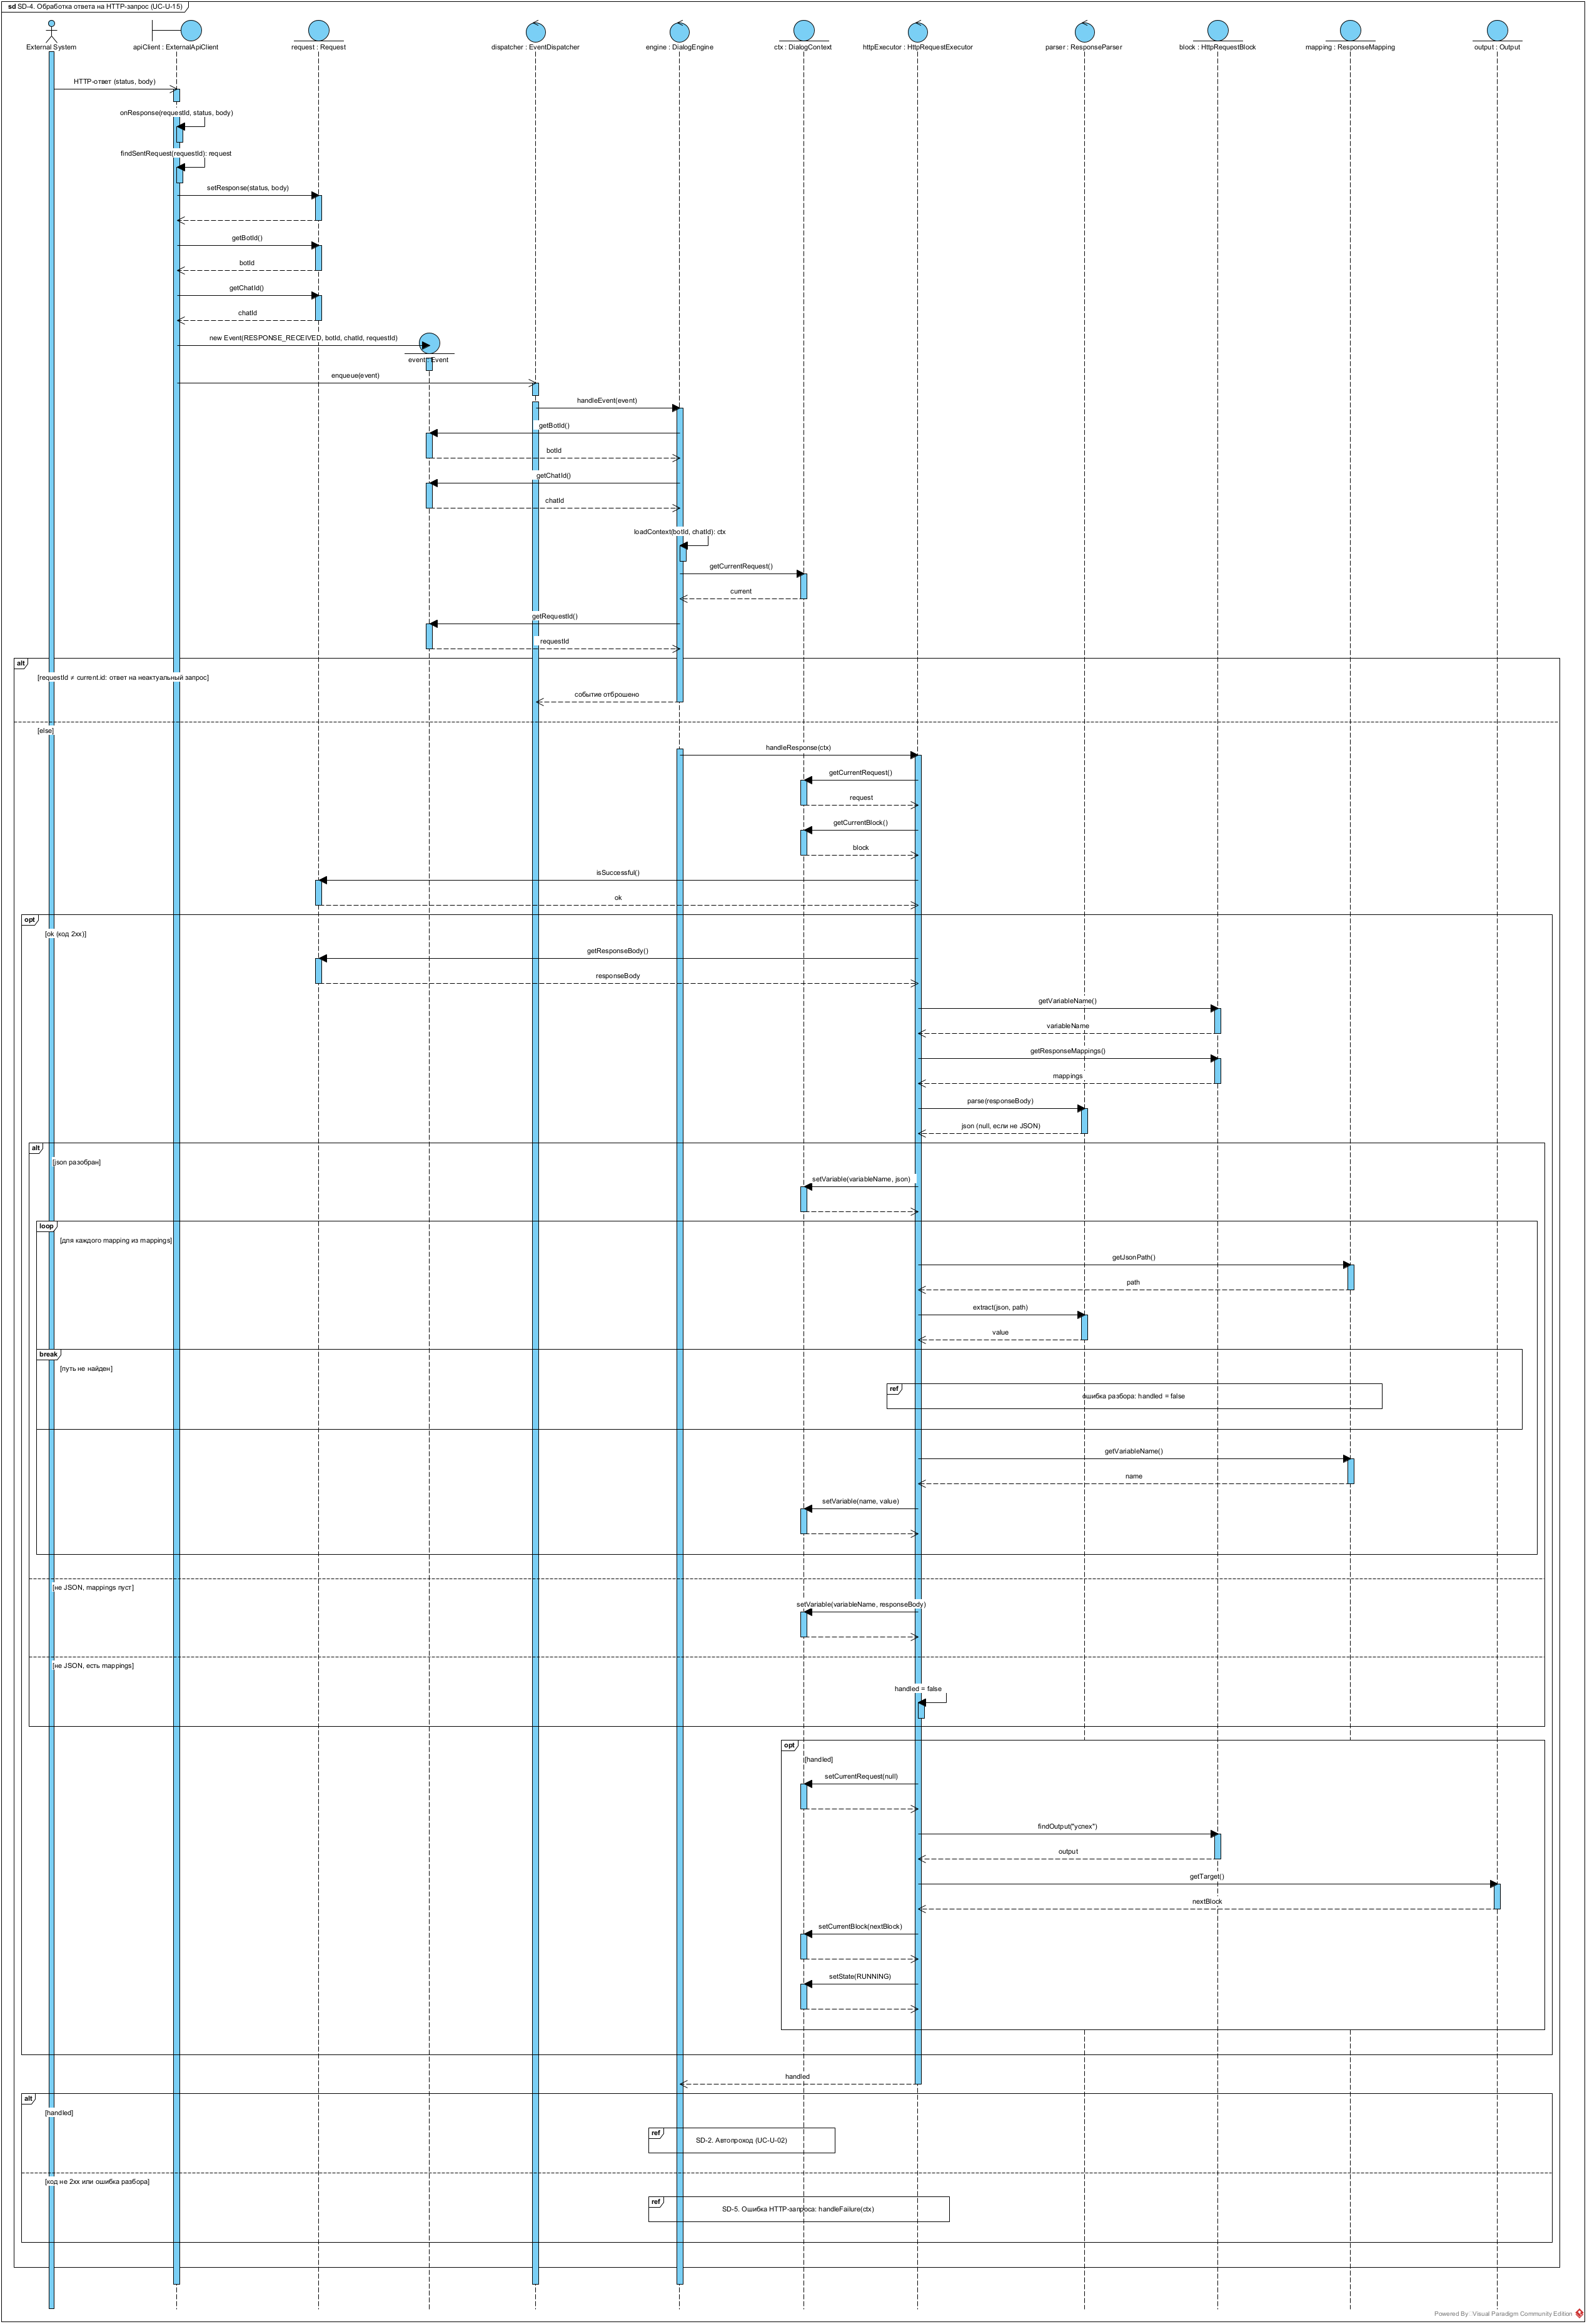 sd SD-4. Обработка ответа на HTTP-запрос (UC-U-15)
External System
apiClient : ExternalApiClient
request : Request
dispatcher : EventDispatcher
engine : DialogEngine
ctx : DialogContext
httpExecutor : HttpRequestExecutor
parser : ResponseParser
block : HttpRequestBlock
mapping : ResponseMapping
output : Output
HTTP-ответ (status, body)
onResponse(requestId, status, body)
findSentRequest(requestId): request
setResponse(status, body)
getBotId()
botId
getChatId()
chatId
new Event(RESPONSE_RECEIVED, botId, chatId, requestId)
event : Event
enqueue(event)
handleEvent(event)
getBotId()
botId
getChatId()
chatId
loadContext(botId, chatId): ctx
getCurrentRequest()
current
getRequestId()
requestId
alt
[requestId ≠ current.id: ответ на неактуальный запрос]
событие отброшено
[else]
handleResponse(ctx)
getCurrentRequest()
request
getCurrentBlock()
block
isSuccessful()
ok
opt
[ok (код 2xx)]
getResponseBody()
responseBody
getVariableName()
variableName
getResponseMappings()
mappings
parse(responseBody)
json (null, если не JSON)
alt
[json разобран]
setVariable(variableName, json)
loop
[для каждого mapping из mappings]
getJsonPath()
path
extract(json, path)
value
break
[путь не найден]
ref
ошибка разбора: handled = false
getVariableName()
name
setVariable(name, value)
[не JSON, mappings пуст]
setVariable(variableName, responseBody)
[не JSON, есть mappings]
handled = false
opt
[handled]
setCurrentRequest(null)
findOutput("успех")
output
getTarget()
nextBlock
setCurrentBlock(nextBlock)
setState(RUNNING)
handled
alt
[handled]
ref
SD-2. Автопроход (UC-U-02)
[код не 2xx или ошибка разбора]
ref
SD-5. Ошибка HTTP-запроса: handleFailure(ctx)
Powered By Visual Paradigm Community Edition